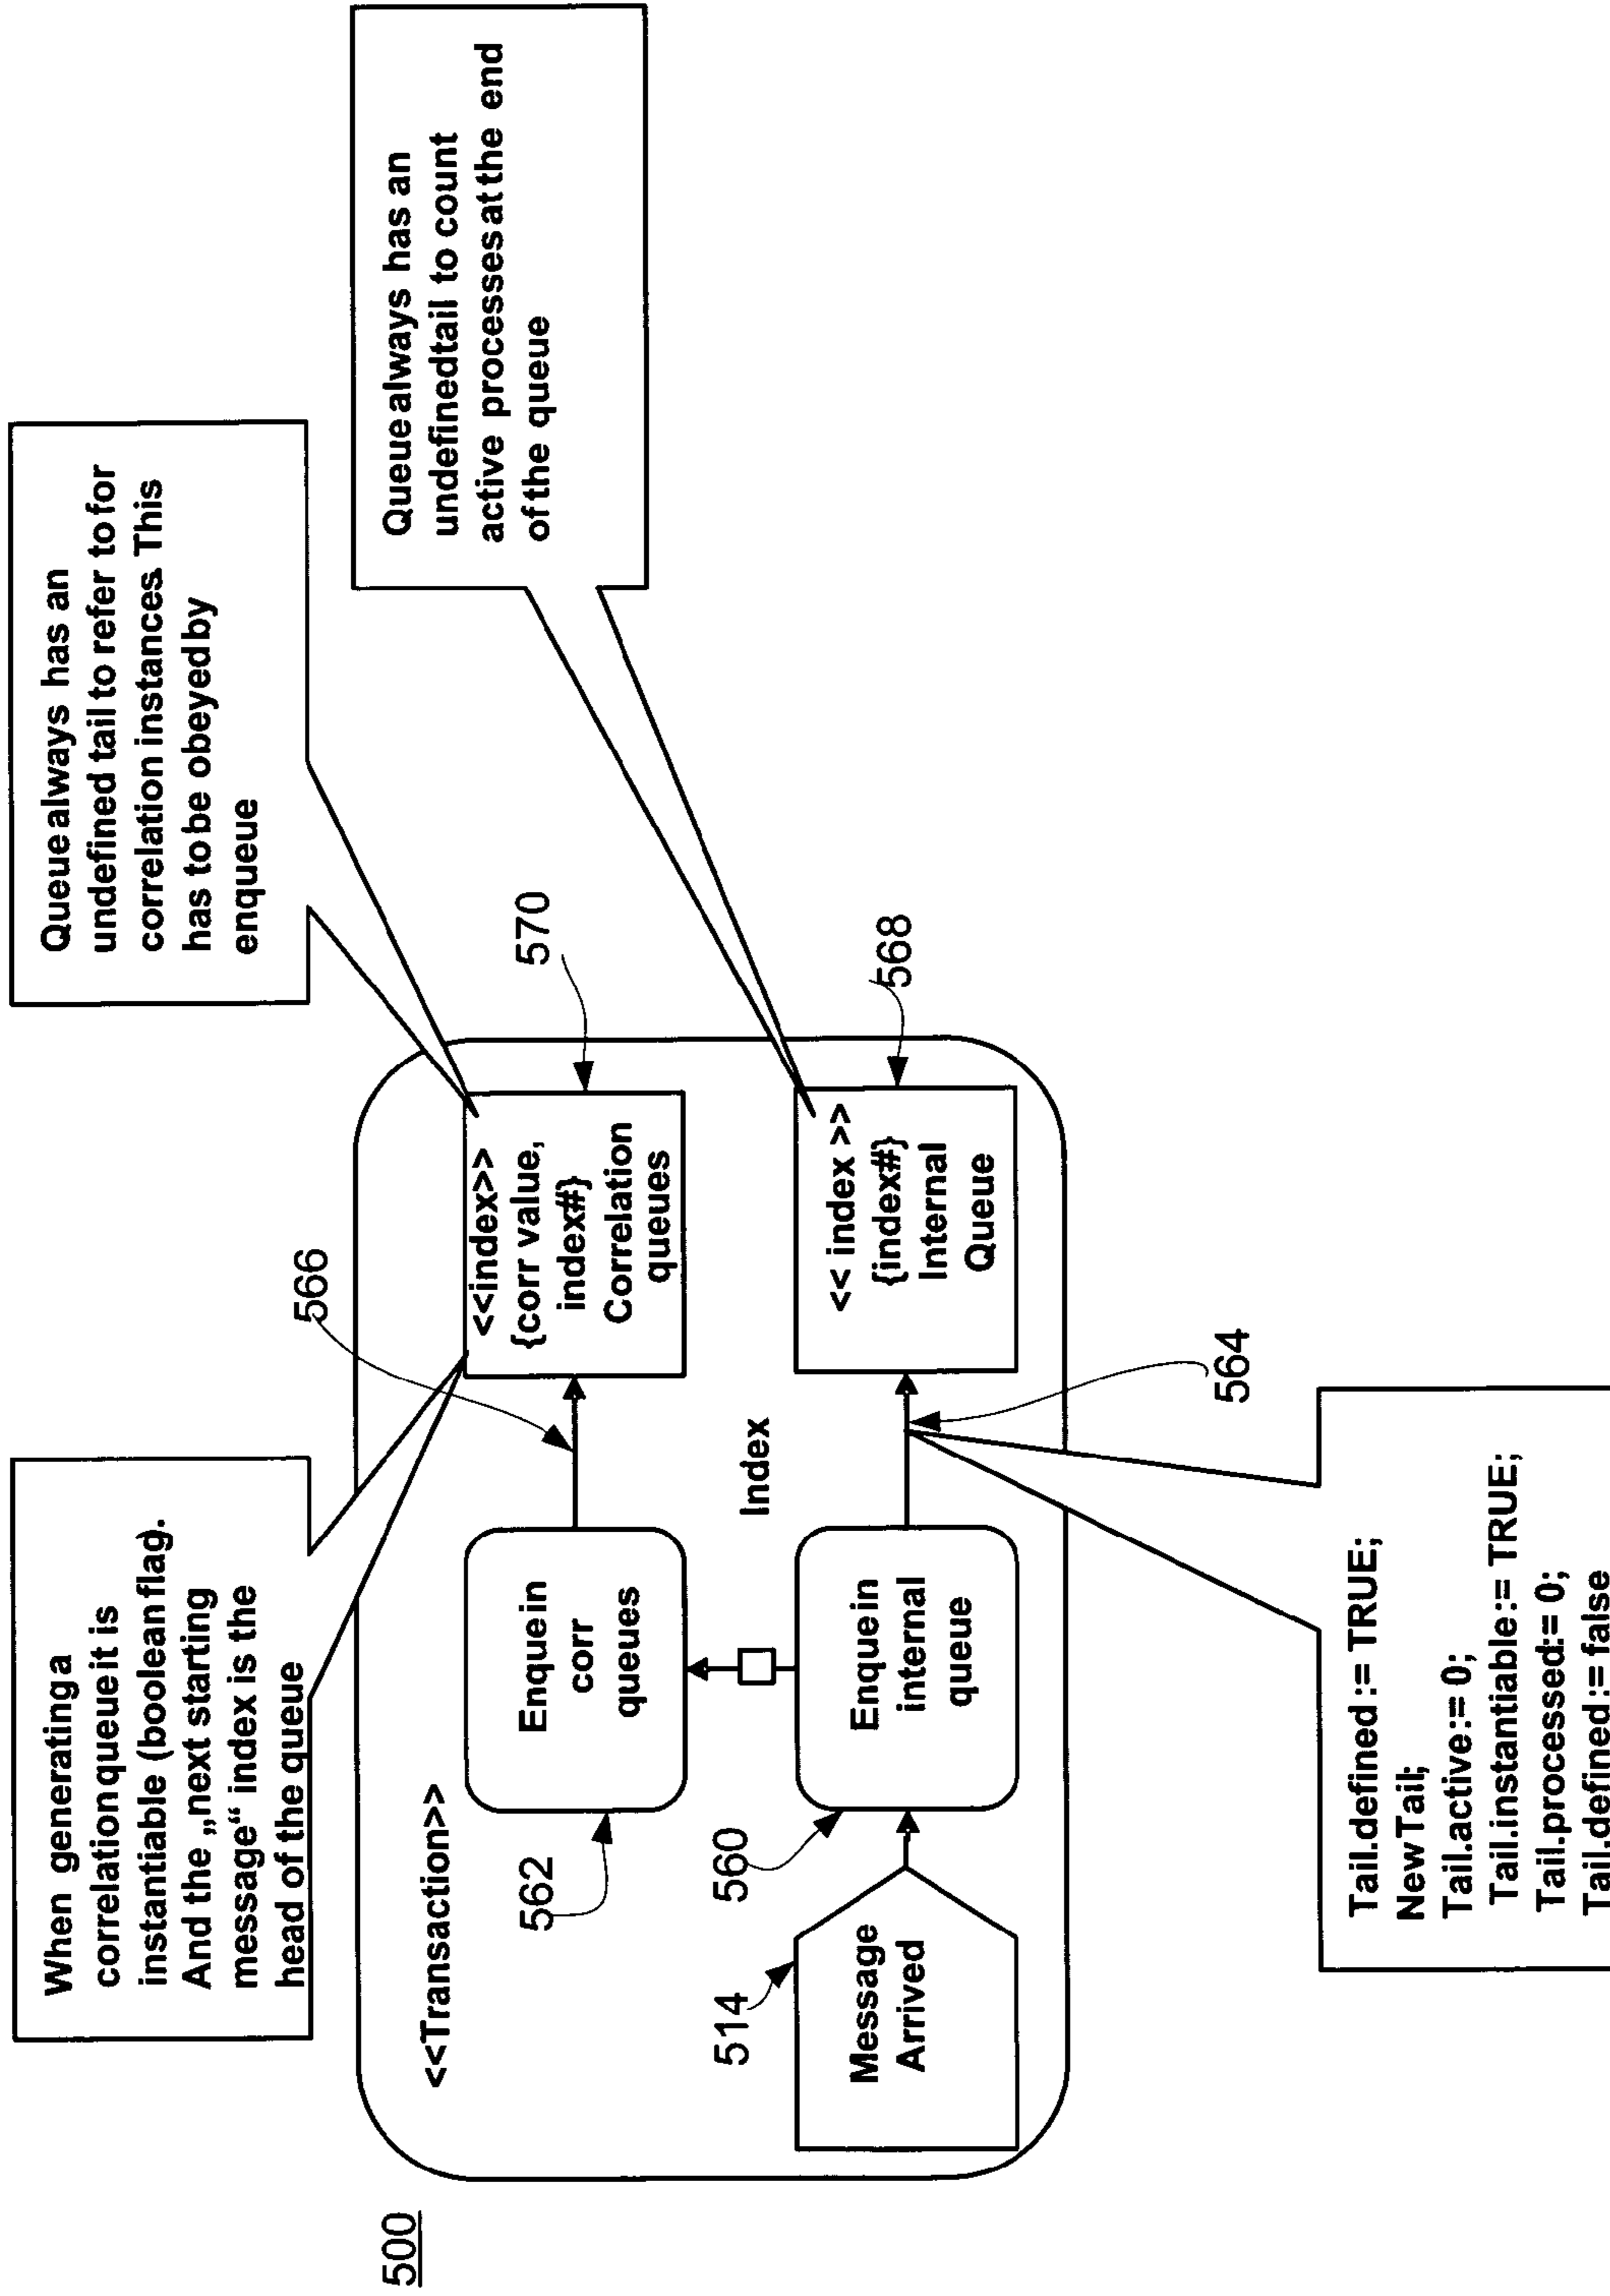 500
When generating a
correlation queue it is
instantiable (boolean flag).
And the „next starting
message“ index is the
head of the queue
Queue always has an
undefined tail to refer to for
correlation instances. This
has to be obeyed by
enqueue
Queue always has an
undefined tail to count
active processes at the end
of the queue
<<Transaction>>
562
Enque in
corr
queues
566
<<index>>
{corr value,
index#}
Correlation
queues
570
Index
514
Message
Arrived
560
Enque in
internal
queue
564
<< index >>
{index#}
Internal
Queue
568
Tail.defined := TRUE;
NewTail;
Tail.active:= 0;
Tail.instantiable:= TRUE;
Tail.processed:= 0;
Tail.defined := false